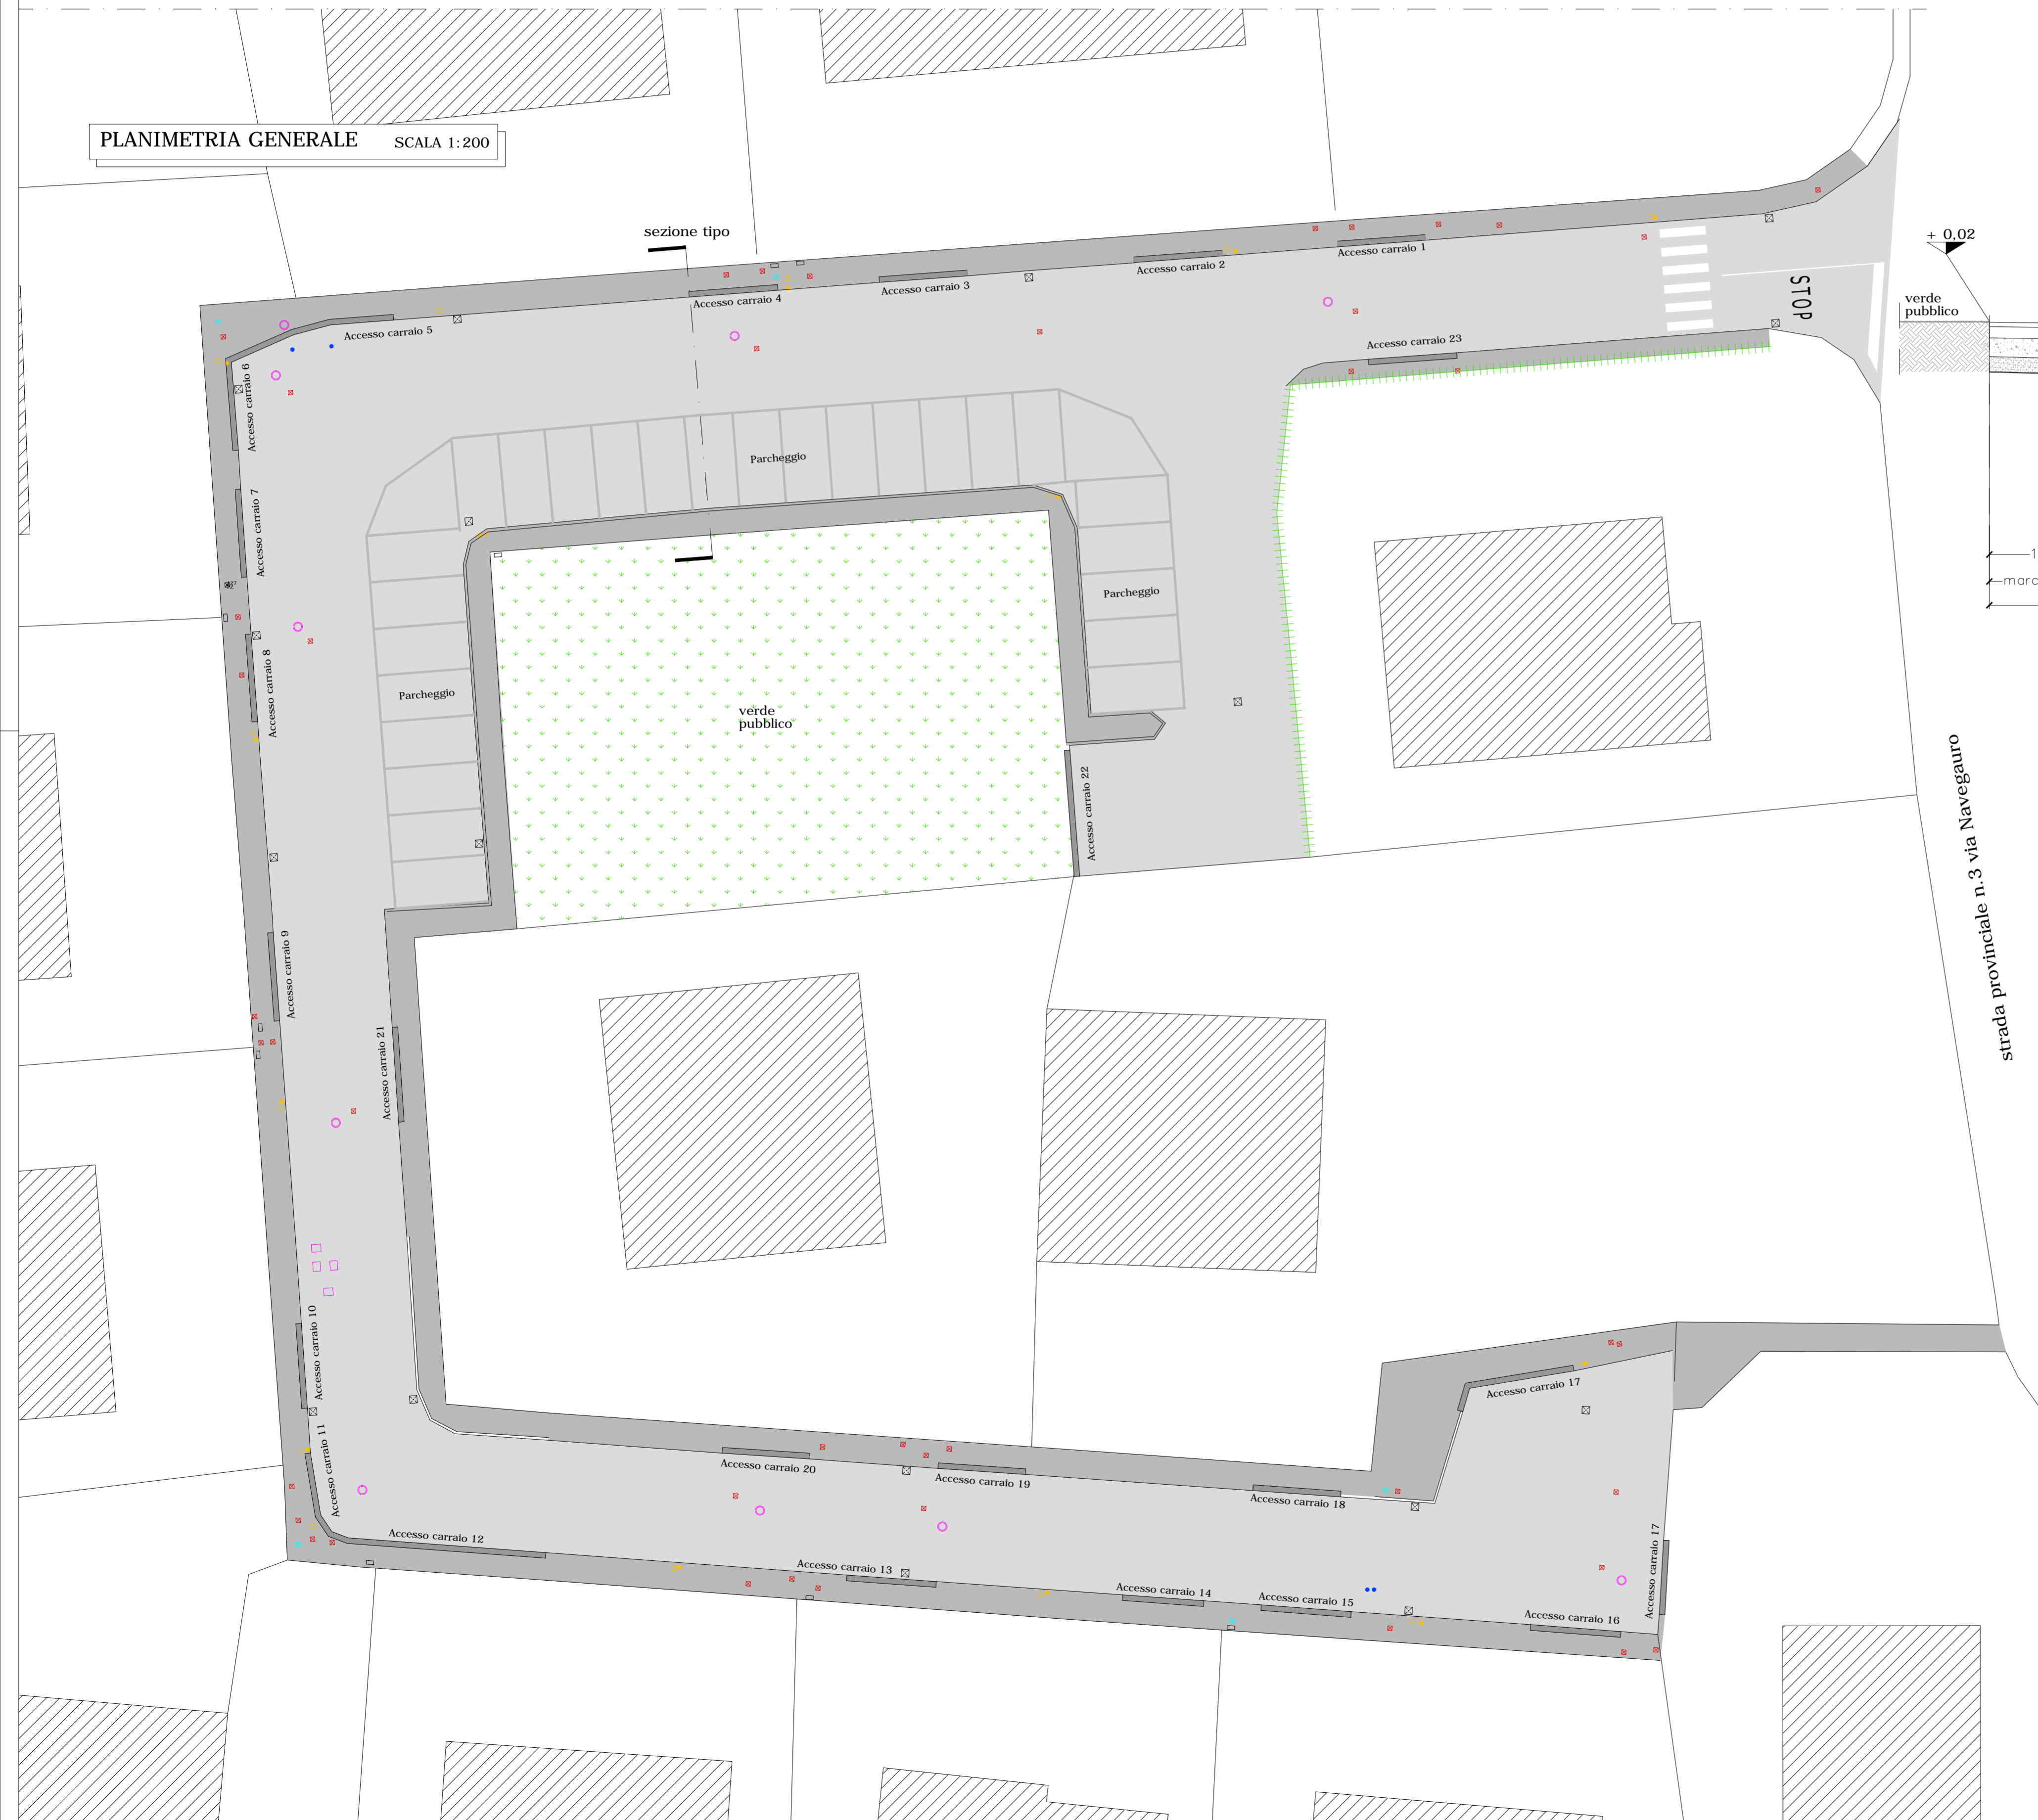 PLANIMETRIA GENERALE SCALA 1:200
sezione tipo
Accesso carraio 1
Accesso carraio 2
Accesso carraio 3
Accesso carraio 4
Accesso carraio 5
STOP
+ 0,02
verde
pubblico
Accesso carraio 23
Accesso carraio 6
Parcheggio
Accesso carraio 7
1
marc
Parcheggio
Accesso carraio 8
Parcheggio
verde
pubblico
Accesso carraio 22
strada provinciale n.3 via Navegauro
Accesso carraio 9
Accesso carraio 21
Accesso carraio 10
Accesso carraio 17
Accesso carraio 11
Accesso carraio 20
Accesso carraio 19
Accesso carraio 18
Accesso carraio 12
Accesso carraio 13
Accesso carraio 14
Accesso carraio 15
Accesso carraio 16
Accesso carraio 17